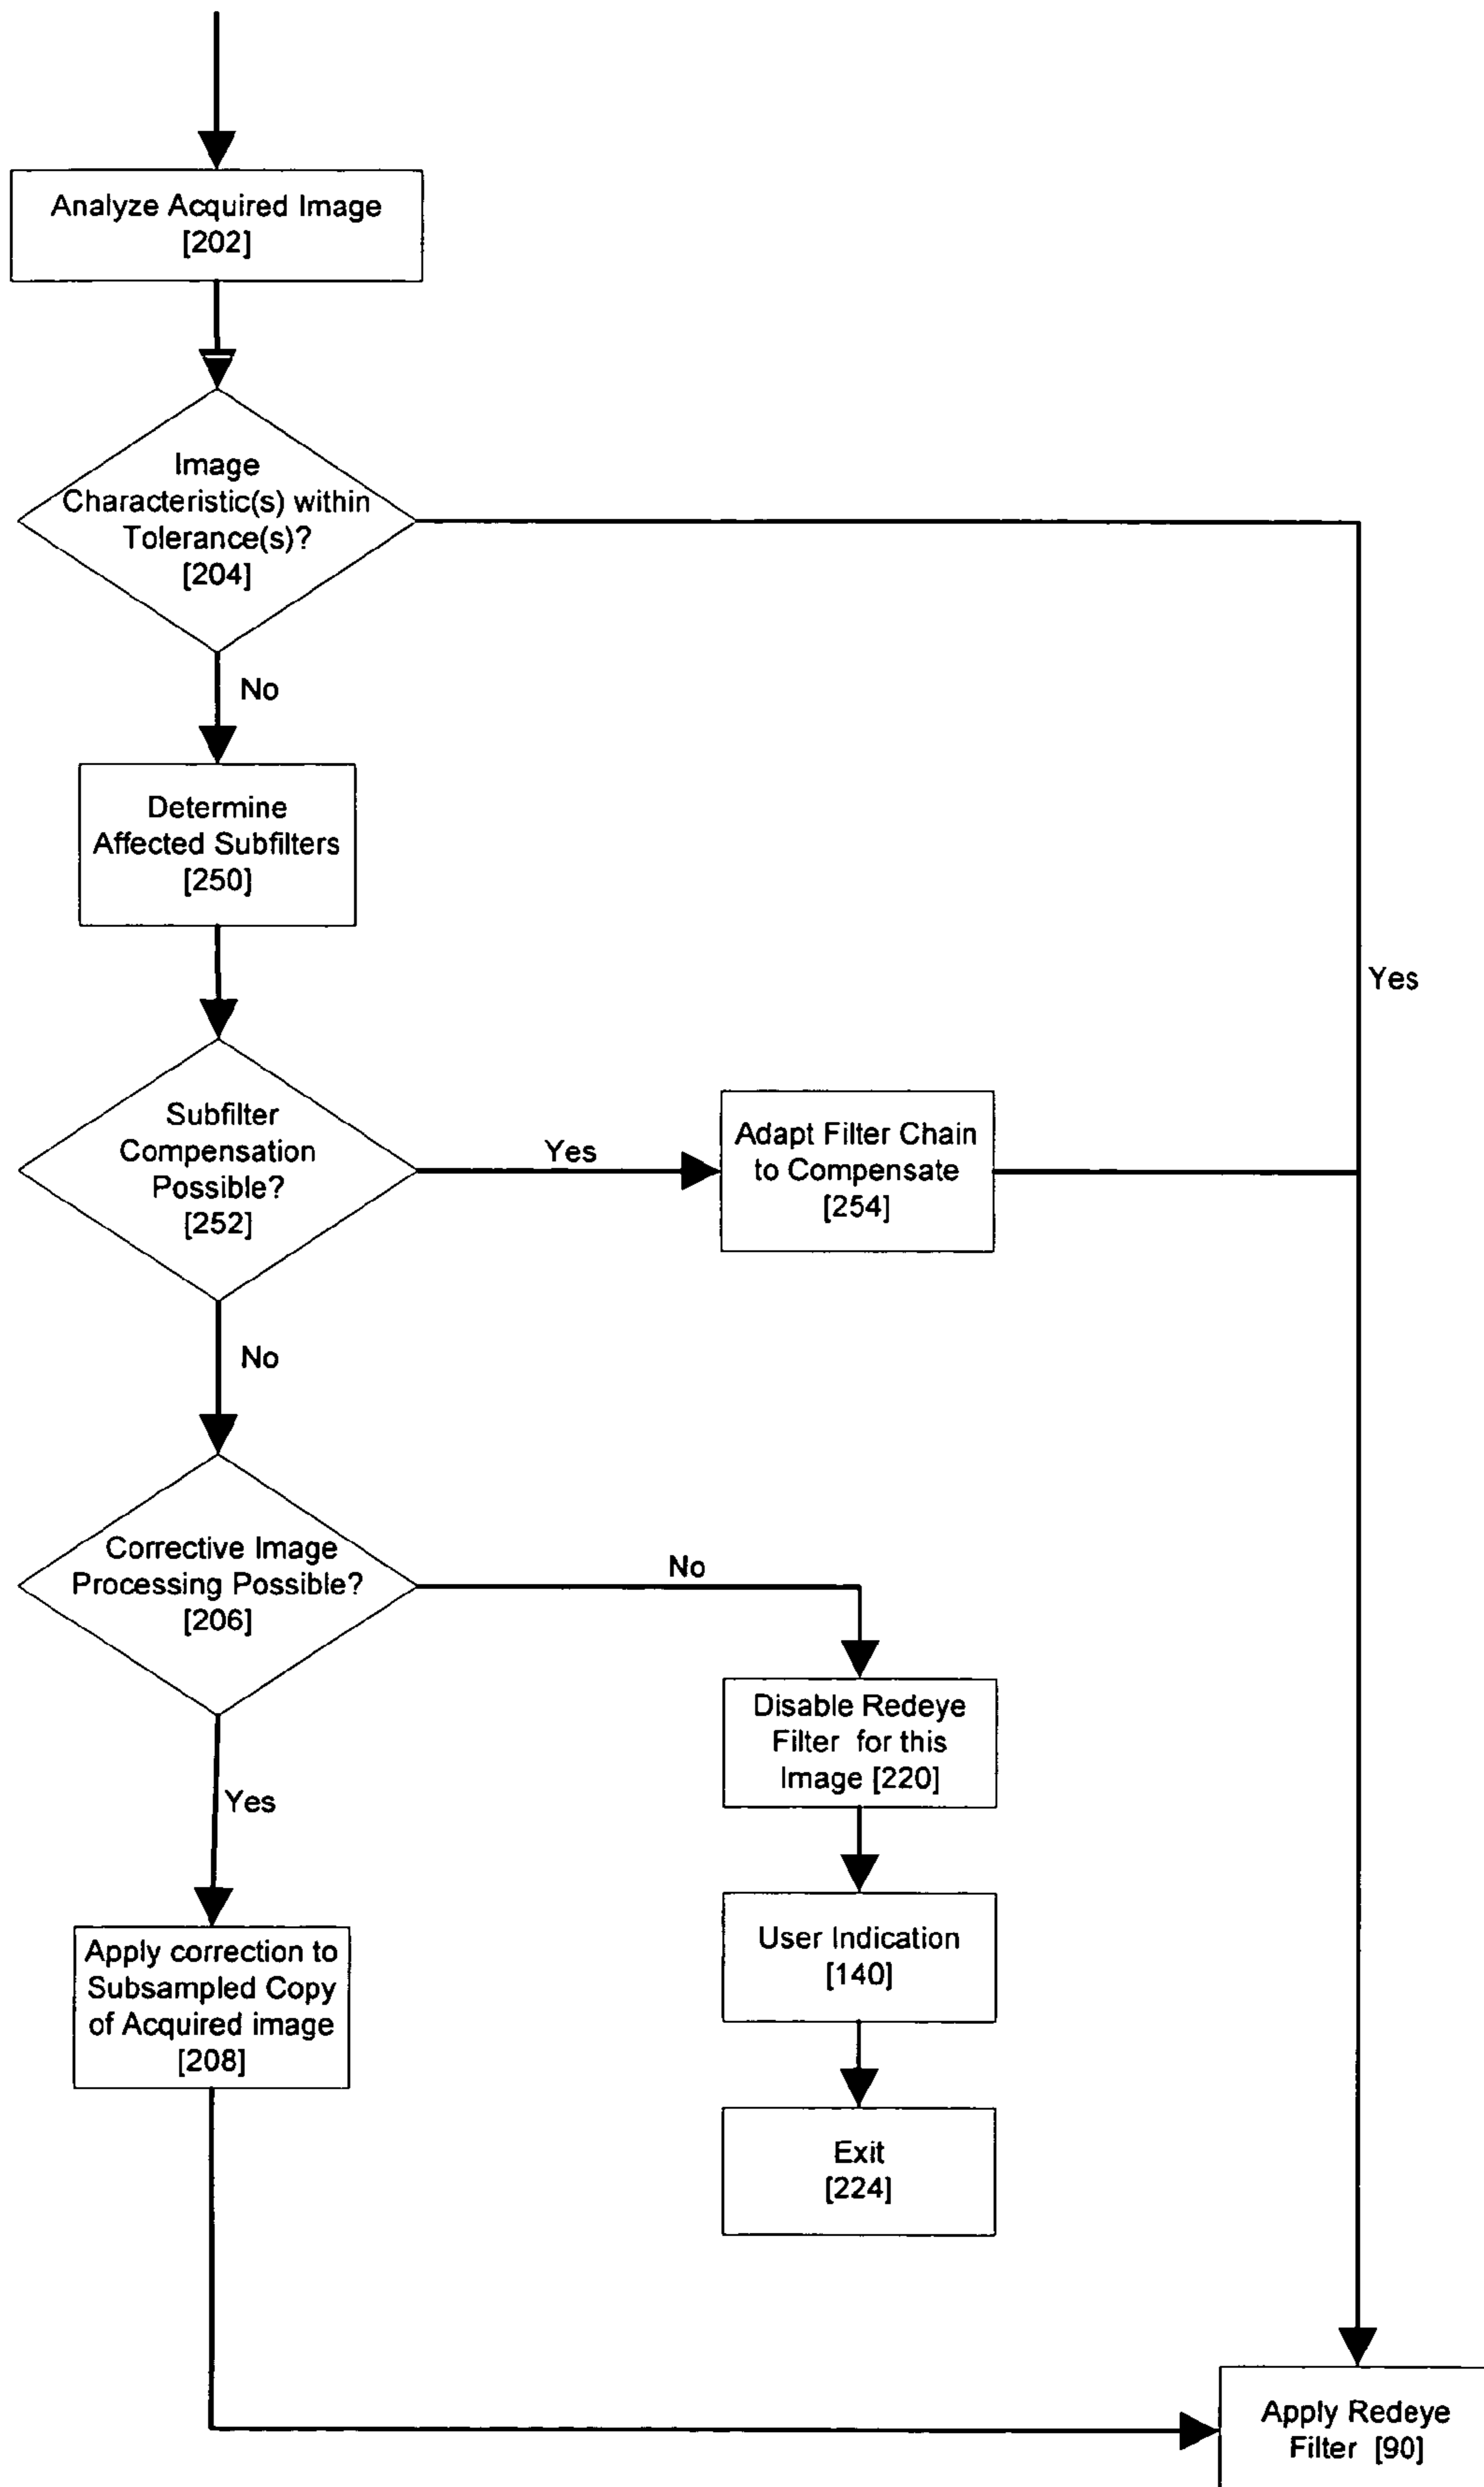 Analyze Acquired Image
[202]
Image
Characteristic(s) within
Tolerance(s)?
[204]
No
Determine
Affected Subfilters
[250]
Yes
Subfilter
Compensation
Possible?
[252]
Yes
Adapt Filter Chain
to Compensate
[254]
No
Corrective Image
Processing Possible?
[206]
No
Disable Redeye
Filter for this
Image [220]
Yes
User Indication
[140]
Apply correction to
Subsampled Copy
of Acquired image
[208]
Exit
[224]
Apply Redeye
Filter [90]